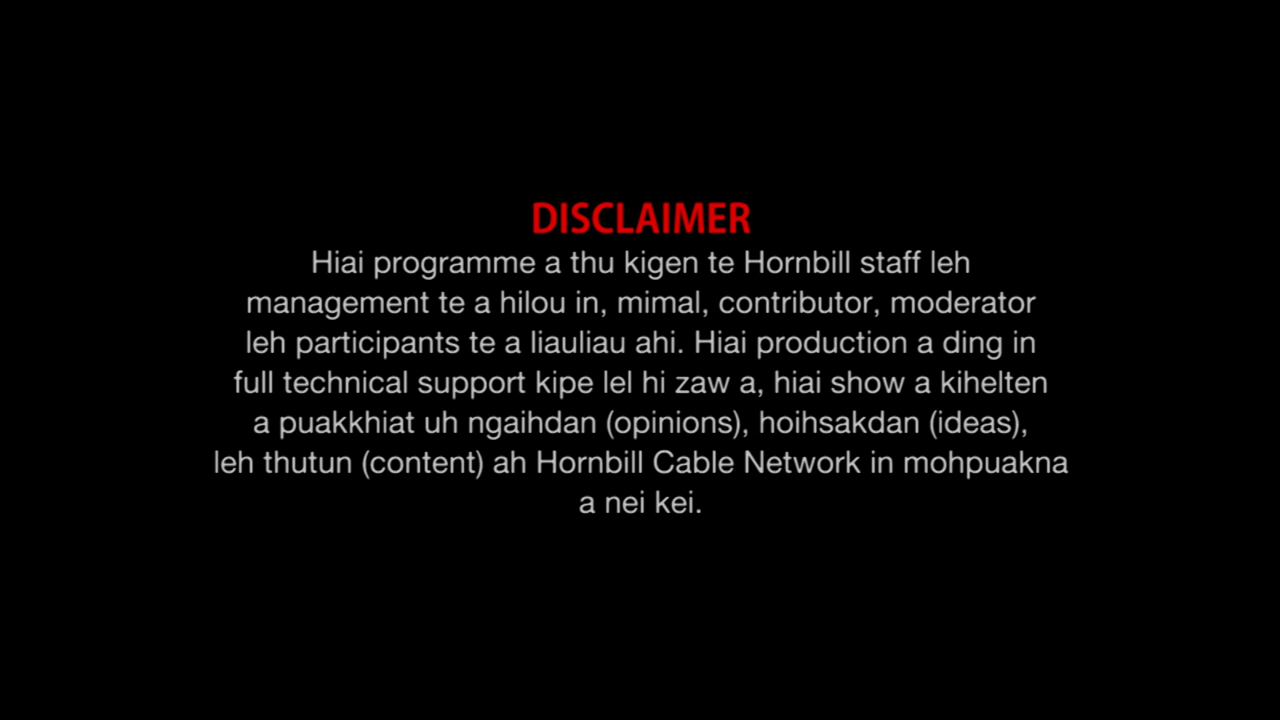 DISCLAIMER
Hiai programme a thu kigen te Hornbill staff leh
management te a hilou in, mimal, contributor, moderator
leh participants te a liauliau ahi. Hiai production a ding in
full technical support kipe lel hi zaw a, hiai show a kihelten
a puakkhiat uh ngaihdan (opinions), hoihsakdan (ideas),
leh thutun (content) ah Hornbill Cable Network in mohpuakna
a nei kei.